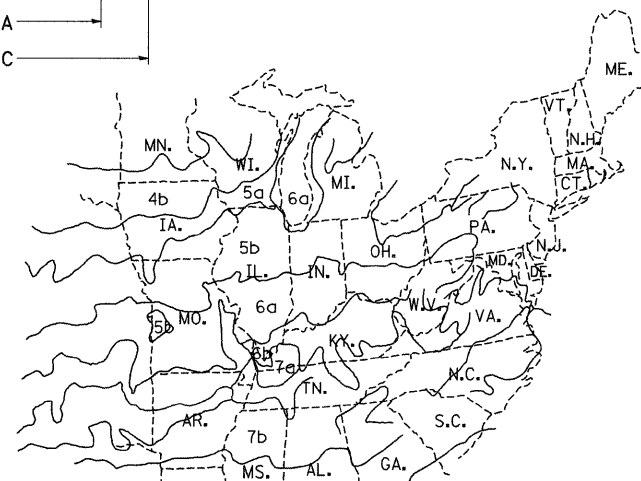 A
C
ME.
VT.
N.H.
MN.
WI.
MA.
N.Y.
CT.
MI.
4b
5a
6a
IA.
PA.
5b
OH.
N.J.
IL.
IN.
MD.
DE.
6a
W.V.
MO.
VA.
5b
KY.
6b
7a
N.C.
TN.
AR.
S.C.
7b
GA.
MS.
AL.